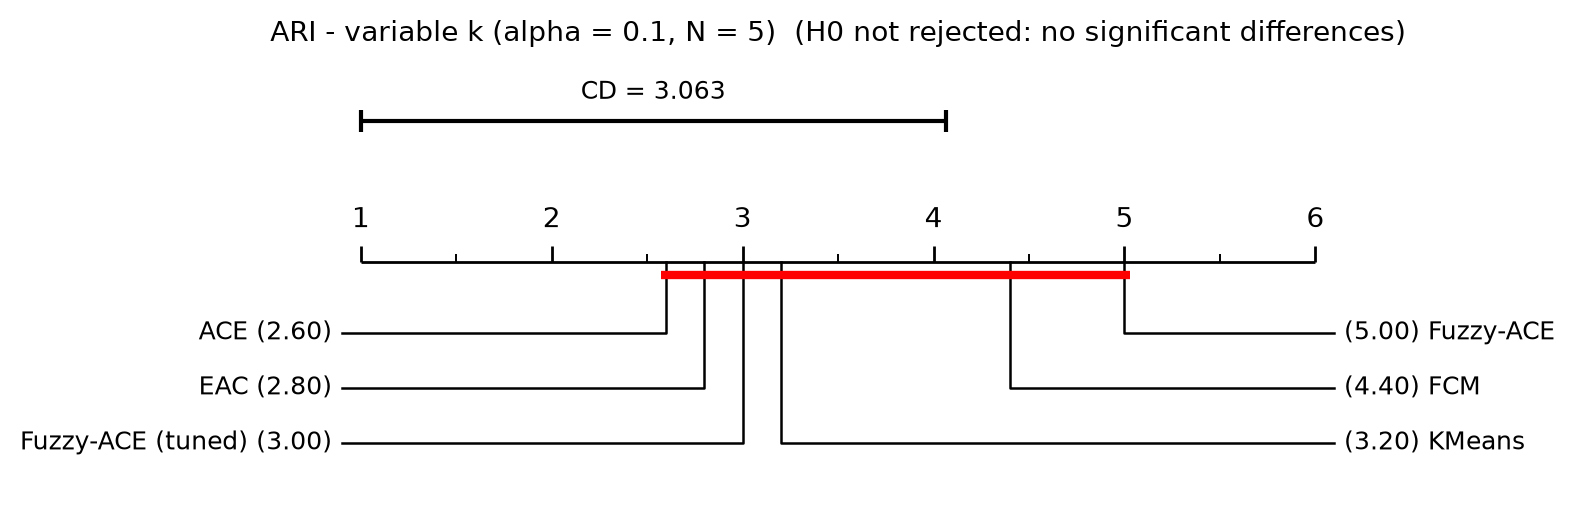 ARI - variable k (alpha = 0.1, N = 5)  (H0 not rejected: no significant differences)
CD = 3.063
1 2 3 4 5 6
ACE (2.60)
(5.00) Fuzzy-ACE
EAC (2.80)
(4.40) FCM
Fuzzy-ACE (tuned) (3.00)
(3.20) KMeans